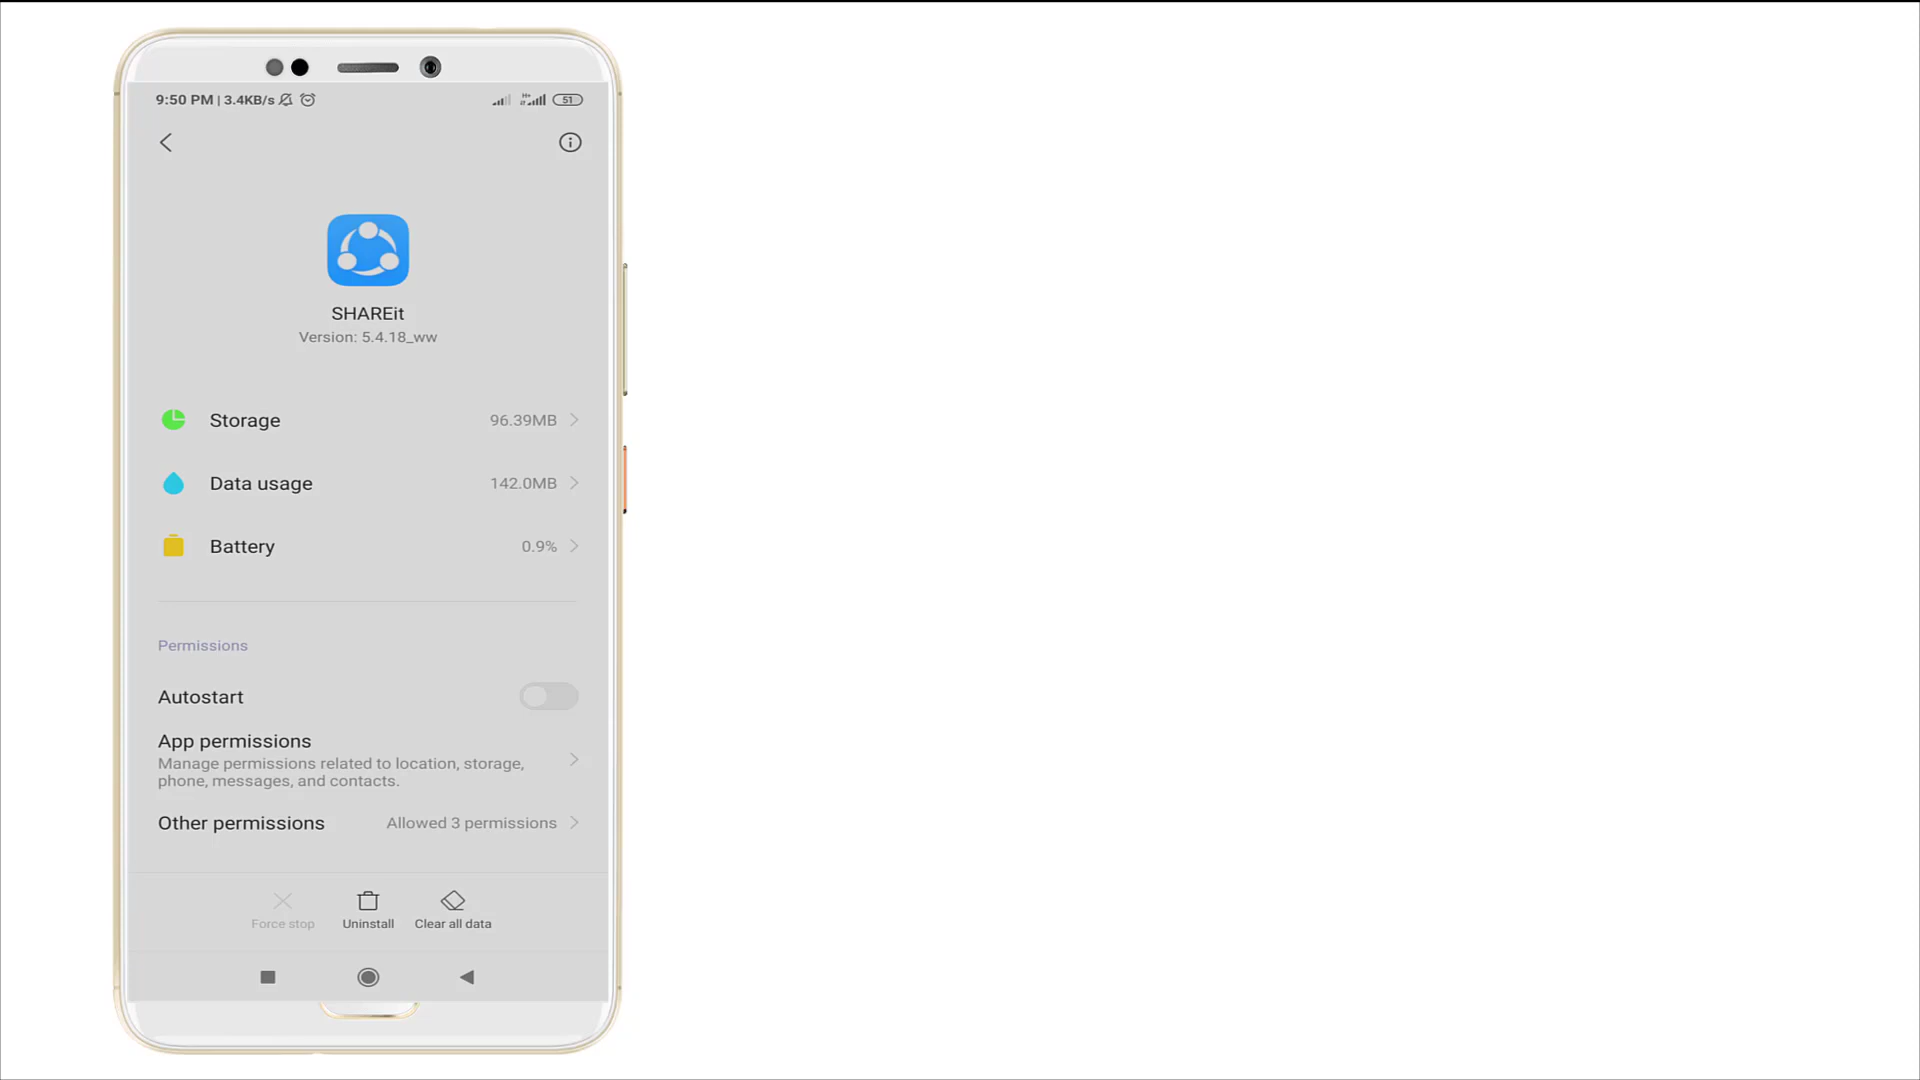 9:50 PM | 3.4KB/s
H+
51
SHAREit
Version: 5.4.18_ww
Storage 96.39MB
Data usage 142.0MB
Battery 0.9%
Permissions
Autostart
App permissions
Manage permissions related to location, storage,
phone, messages, and contacts.
Other permissions Allowed 3 permissions
Force stop Uninstall Clear all data